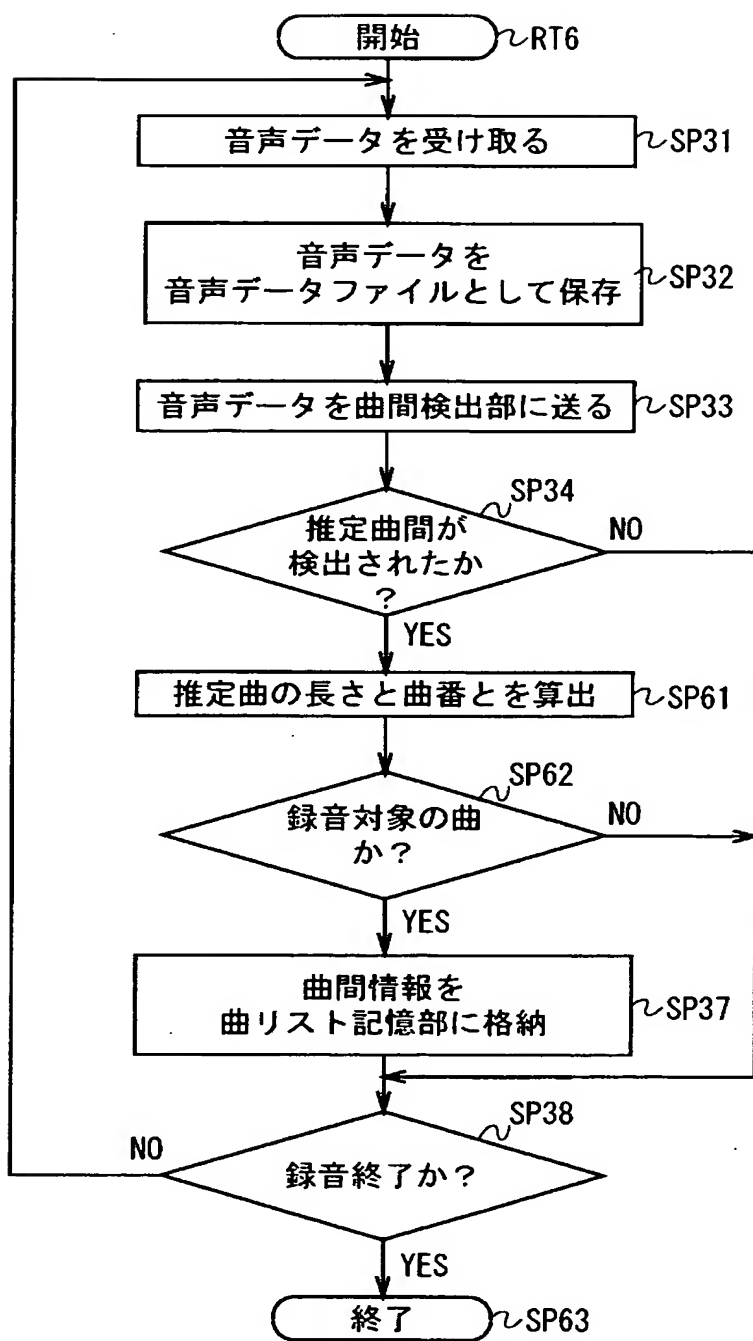 開始
RT6
音声データを受け取る
SP31
音声データを
音声データファイルとして保存
SP32
音声データを曲間検出部に送る
SP33
SP34
推定曲間が
検出されたか
?
NO
YES
推定曲の長さと曲番とを算出
SP61
SP62
録音対象の曲
か?
NO
YES
曲間情報を
曲リスト記憶部に格納
SP37
SP38
NO
録音終了か?
YES
終了
SP63